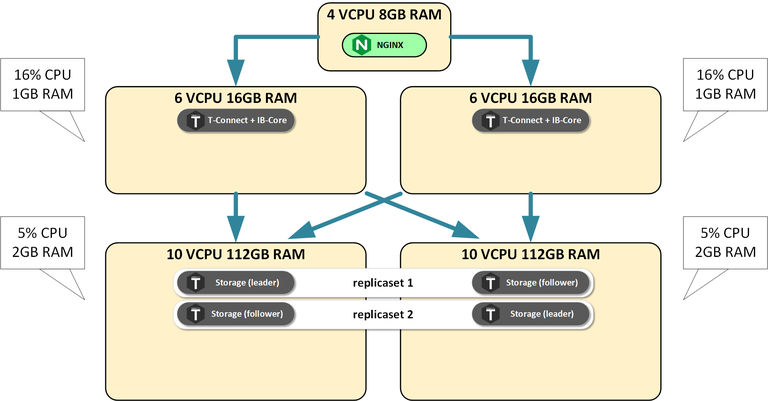 4 VCPU 8GB RAM
NGINX
16% CPU
1GB RAM
6 VCPU 16GB RAM
T-Connect + IB-Core
6 VCPU 16GB RAM
T-Connect + IB-Core
16% CPU
1GB RAM
5% CPU
2GB RAM
10 VCPU 112GB RAM
10 VCPU 112GB RAM
5% CPU
2GB RAM
Storage (leader)
replicaset 1
Storage (follower)
Storage (follower)
replicaset 2
Storage (leader)